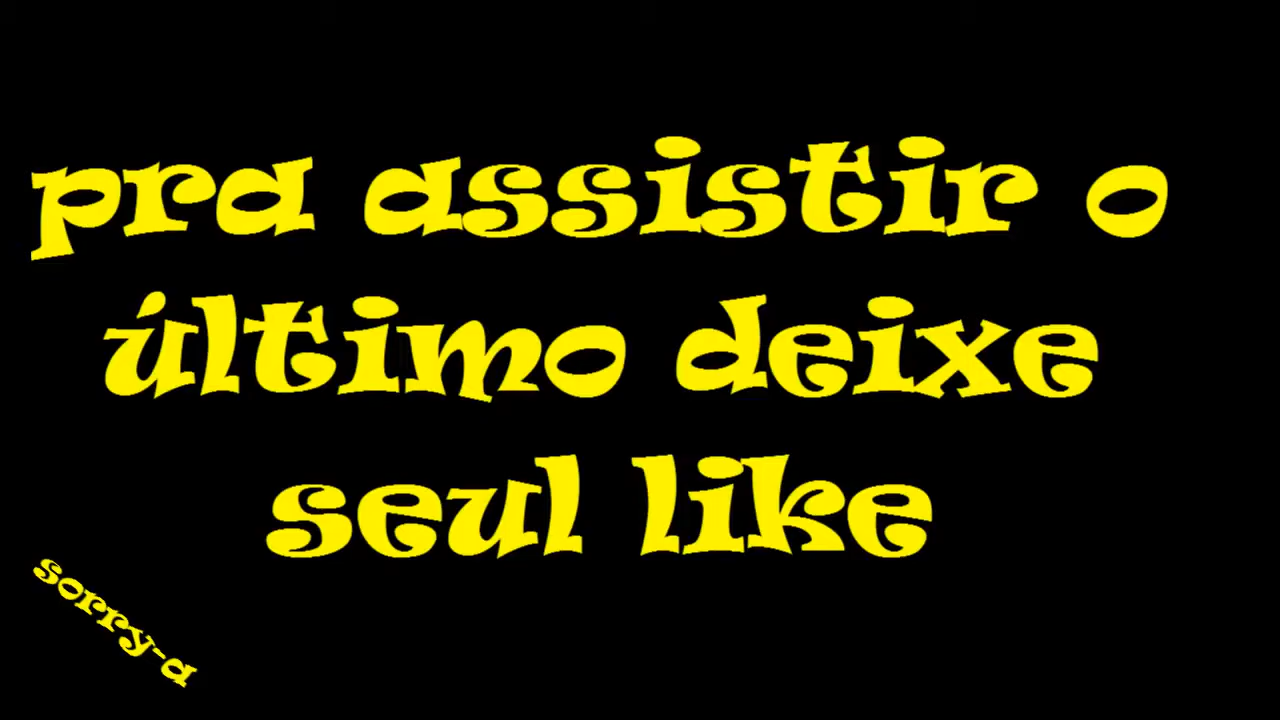 pra assistir o
último deixe
seul like
sorry-a